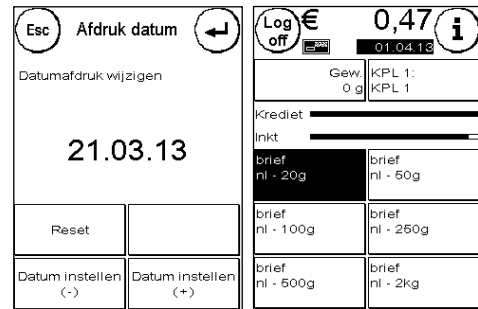 Esc
Afdruk datum
Datumafdruk wijzigen
21.03.13
Reset
Datum instellen
(-)
Datum instellen
(+)
Log
off
€
0,47
01.04.13
i
Gew.
0 g
KPL 1:
KPL 1
Krediet
Inkt
brief
nl - 20g
brief
nl - 50g
brief
nl - 100g
brief
nl - 250g
brief
nl - 500g
brief
nl - 2kg